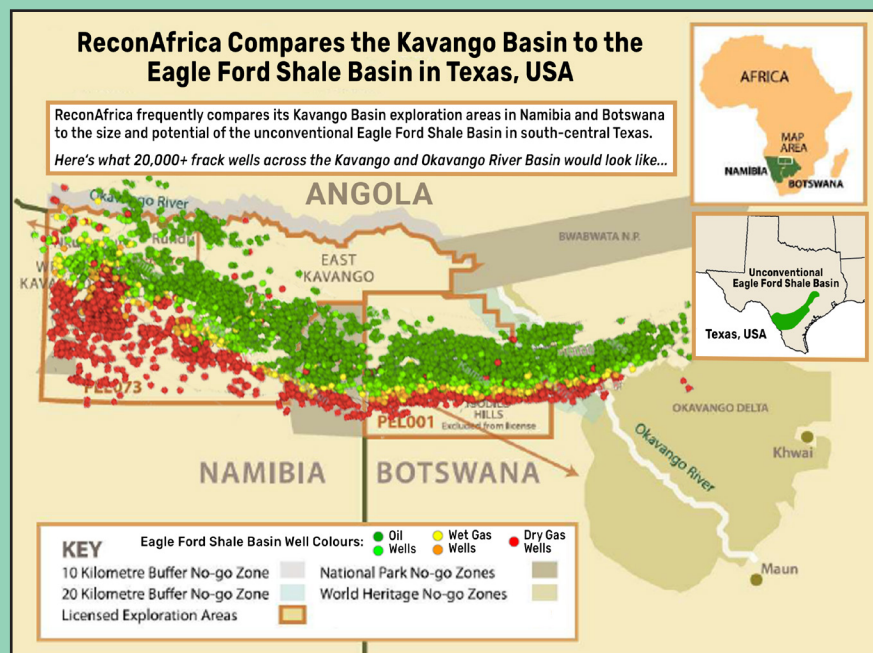 ReconAfrica Compares the Kavango Basin to the
Eagle Ford Shale Basin in Texas, USA
ReconAfrica frequently compares its Kavango Basin exploration areas in Namibia and Botswana
to the size and potential of the unconventional Eagle Ford Shale Basin in south-central Texas.
Here's what 20,000+ frack wells across the Kavango and Okavango River Basin would look like...
AFRICA
MAP
AREA
NAMIBIA
BOTSWANA
Unconventional
Eagle Ford Shale Basin
Texas, USA
ANGOLA
Okavango River
Rundu
EAST
KAVANGO
BWABWATA N.P.
PEL073
PEL001
HILLS
Excluded from license
OKAVANGO DELTA
Khwai
Okavango River
NAMIBIA
BOTSWANA
Maun
KEY
Eagle Ford Shale Basin Well Colours:
Oil
Wells
Wet Gas
Wells
Dry Gas
Wells
10 Kilometre Buffer No-go Zone
National Park No-go Zones
20 Kilometre Buffer No-go Zone
World Heritage No-go Zones
Licensed Exploration Areas